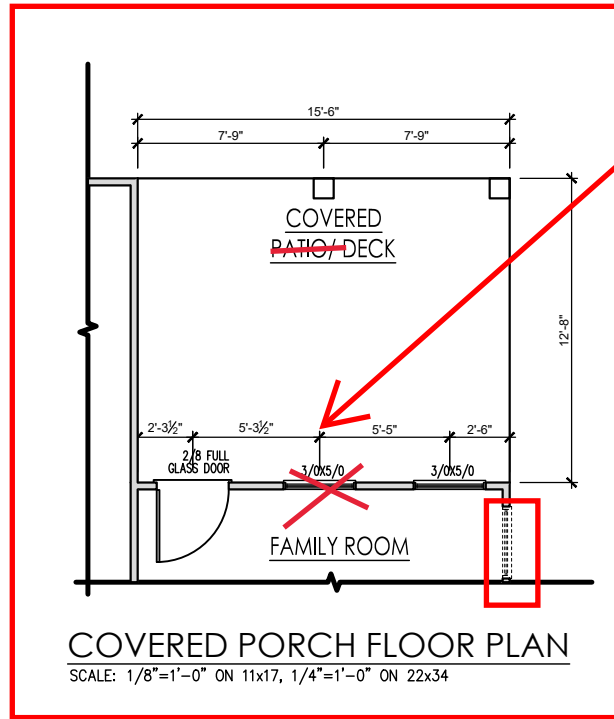 15'-6"
7'-9"
7'-9"
COVERED
PATIO/ DECK
12'-8"
2'-3½"
5'-3½"
5'-5"
2'-6"
2/8 FULL
GLASS DOOR
3/0X5/0
3/0X5/0
FAMILY ROOM
COVERED PORCH FLOOR PLAN
SCALE: 1/8"=1'-0" ON 11x17, 1/4"=1'-0" ON 22x34